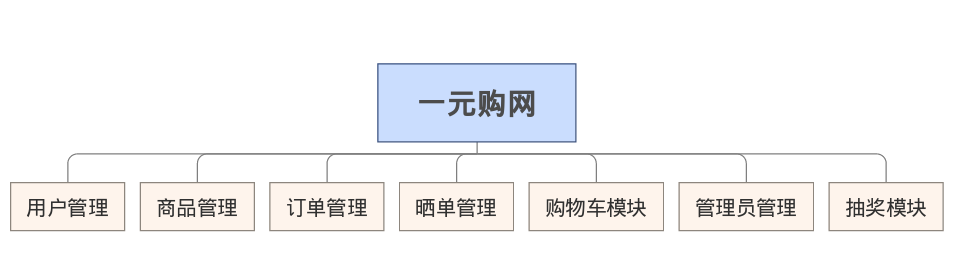 一元购网
用户管理
商品管理
订单管理
晒单管理
购物车模块
管理员管理
抽奖模块